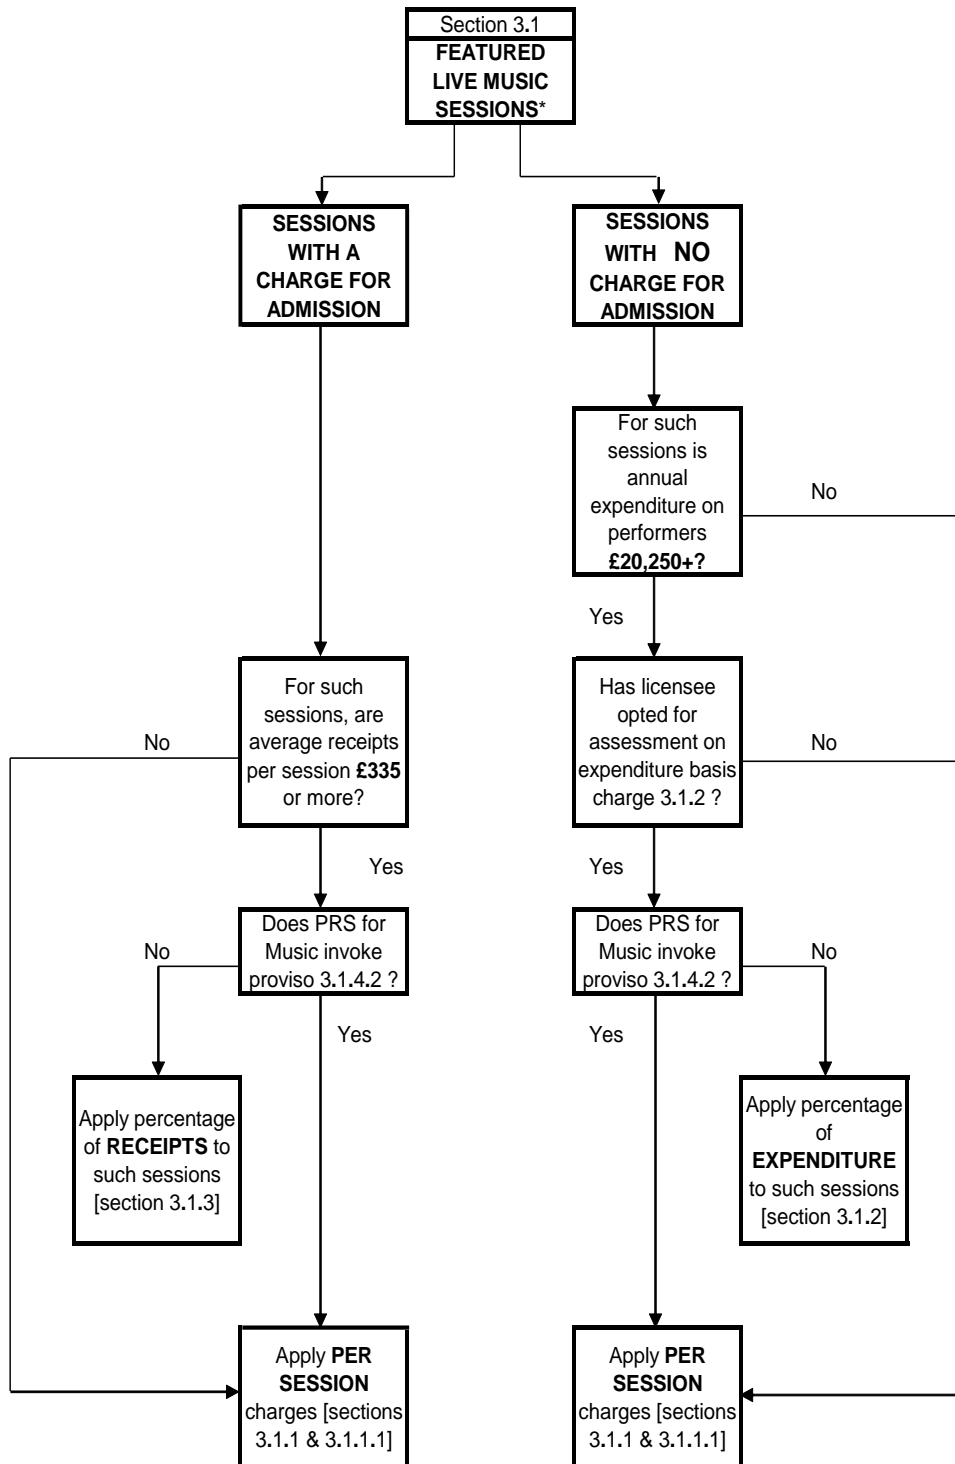 Section 3.1
FEATURED
LIVE MUSIC
SESSIONS*
SESSIONS
WITH A
CHARGE FOR
ADMISSION
SESSIONS
WITH NO
CHARGE FOR
ADMISSION
For such
sessions is
annual
expenditure on
performers
£20,250+?
No
Yes
For such
sessions, are
average receipts
per session £335
or more?
No
Yes
Has licensee
opted for
assessment on
expenditure basis
charge 3.1.2 ?
No
Yes
Does PRS for
Music invoke
proviso 3.1.4.2 ?
No
Yes
Does PRS for
Music invoke
proviso 3.1.4.2 ?
No
Yes
Apply percentage
of RECEIPTS to
such sessions
[section 3.1.3]
Apply percentage
of
EXPENDITURE
to such sessions
[section 3.1.2]
Apply PER
SESSION
charges [sections
3.1.1 & 3.1.1.1]
Apply PER
SESSION
charges [sections
3.1.1 & 3.1.1.1]